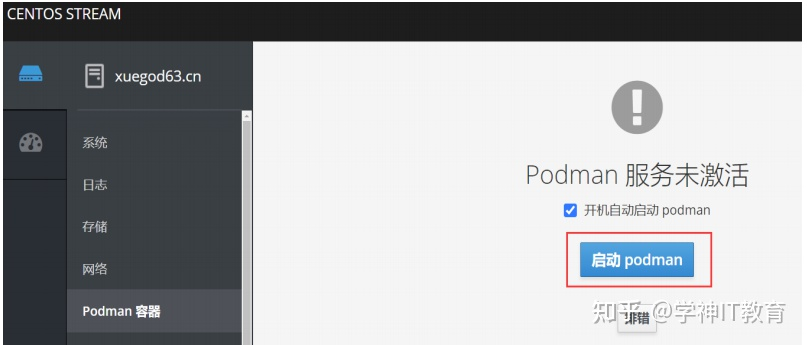 CENTOS STREAM
xuegod63.cn
系统
日志
存储
网络
Podman 容器
Podman 服务未激活
开机自动启动 podman
启动 podman
排错
知乎 @学神IT教育